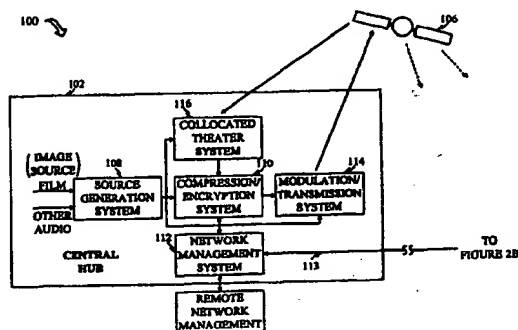 100
106
102
116
COLLOCATED
THEATER
SYSTEM
(IMAGE
SOURCE)
FILM
108
SOURCE
GENERATION
SYSTEM
OTHER
AUDIO
110
COMPRESSION/
ENCRYPTION
SYSTEM
114
MODULATION/
TRANSMISSION
SYSTEM
112
NETWORK
MANAGEMENT
SYSTEM
CENTRAL
HUB
113
TO
FIGURE 2B
REMOTE
NETWORK
MANAGEMENT